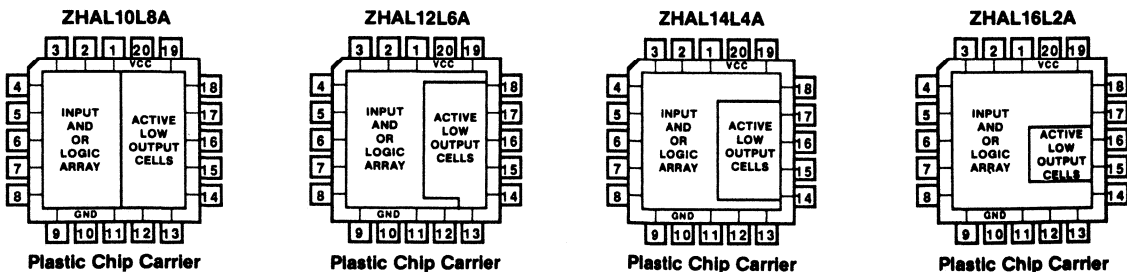 ZHAL10L8A
3 2 1 20 19
VCC
4
5
6
7
8
18
17
16
15
14
INPUT
AND
OR
LOGIC
ARRAY
ACTIVE
LOW
OUTPUT
CELLS
GND
9 10 11 12 13
Plastic Chip Carrier
ZHAL12L6A
3 2 1 20 19
VCC
4
5
6
7
8
18
17
16
15
14
INPUT
AND
OR
LOGIC
ARRAY
ACTIVE
LOW
OUTPUT
CELLS
GND
9 10 11 12 13
Plastic Chip Carrier
ZHAL14L4A
3 2 1 20 19
VCC
4
5
6
7
8
18
17
16
15
14
INPUT
AND
OR
LOGIC
ARRAY
ACTIVE
LOW
OUTPUT
CELLS
GND
9 10 11 12 13
Plastic Chip Carrier
ZHAL16L2A
3 2 1 20 19
VCC
4
5
6
7
8
18
17
16
15
14
INPUT
AND
OR
LOGIC
ARRAY
ACTIVE
LOW
OUTPUT
CELLS
GND
9 10 11 12 13
Plastic Chip Carrier